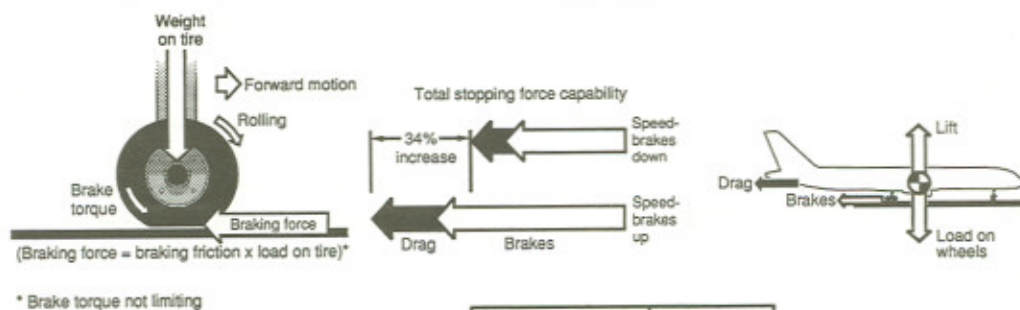 Weight
on tire
Forward motion
Rolling
Brake
torque
Braking force
(Braking force = braking friction x load on tire)*
* Brake torque not limiting
Total stopping force capability
34%
increase
Speed-
brakes
down
Speed-
brakes
up
Drag
Brakes
Lift
Drag
Brakes
Load on
wheels